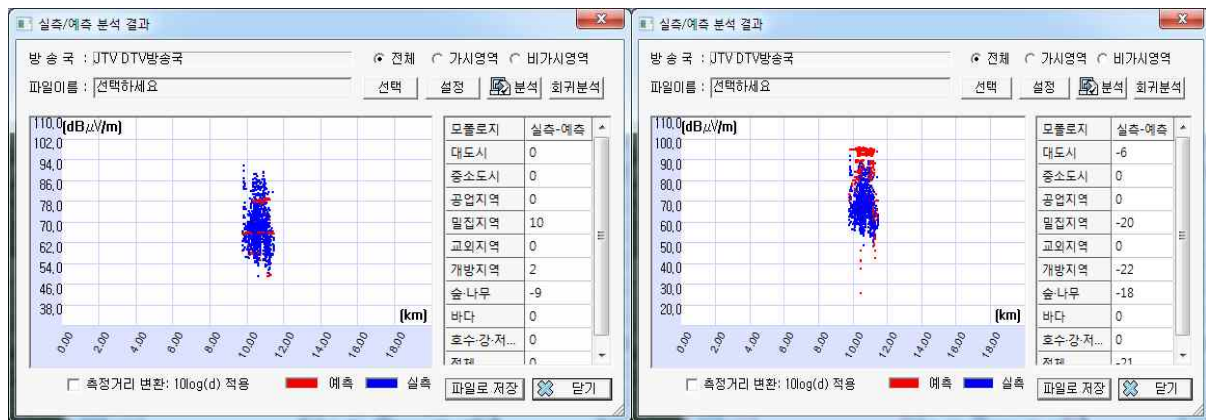 실측/예측 분석 결과
방 송 국 : JTV DTV방송국
전체 가시영역 비가시영역
파일이름 : 선택하세요
선택 설정 분석 회귀분석
110,0 (dBμV/m)
102,0
94,0
86,0
78,0
70,0
62,0
54,0
46,0
38,0
(km)
0,00 2,00 4,00 6,00 8,00 10,00 12,00 14,00 16,00 18,00
모폴로지 실측-예측
대도시 0
중소도시 0
공업지역 0
밀집지역 10
교외지역 0
개방지역 2
숲·나무 -9
바다 0
호수·강·저... 0
전체 0
측정거리 변환: 10log(d) 적용 예측 실측
파일로 저장 닫기
실측/예측 분석 결과
방 송 국 : JTV DTV방송국
전체 가시영역 비가시영역
파일이름 : 선택하세요
선택 설정 분석 회귀분석
110,0 (dBμV/m)
100,0
90,0
80,0
70,0
60,0
50,0
40,0
30,0
20,0
(km)
0,00 2,00 4,00 6,00 8,00 10,00 12,00 14,00 16,00 18,00
모폴로지 실측-예측
대도시 -6
중소도시 0
공업지역 0
밀집지역 -20
교외지역 0
개방지역 -22
숲·나무 -18
바다 0
호수·강·저... 0
전체 -21
측정거리 변환: 10log(d) 적용 예측 실측
파일로 저장 닫기